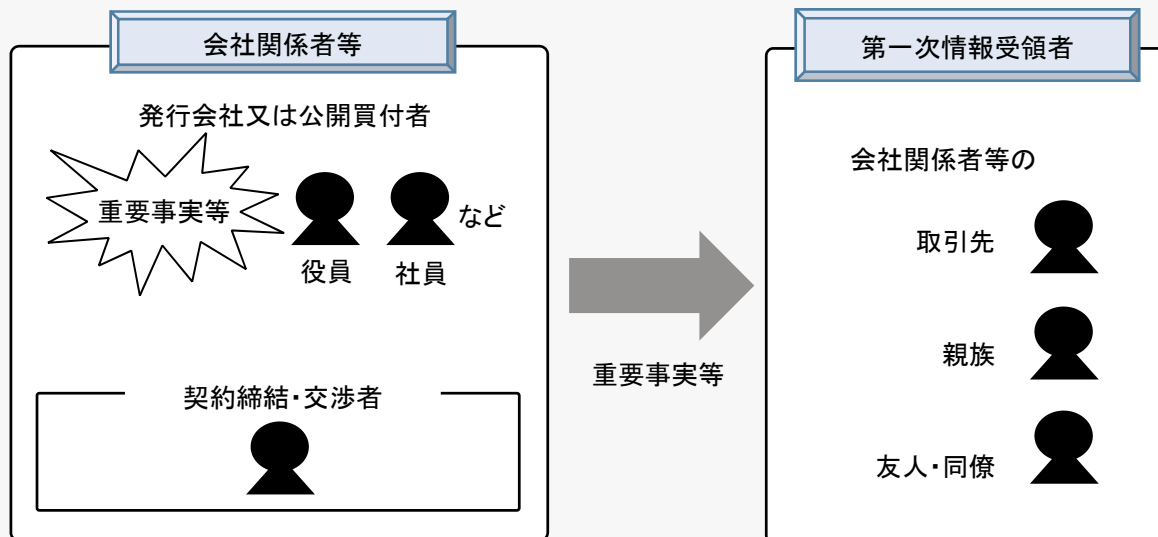 会社関係者等
発行会社又は公開買付者
重要事実等
など
役員
社員
契約締結・交渉者
重要事実等
第一次情報受領者
会社関係者等の
取引先
親族
友人・同僚